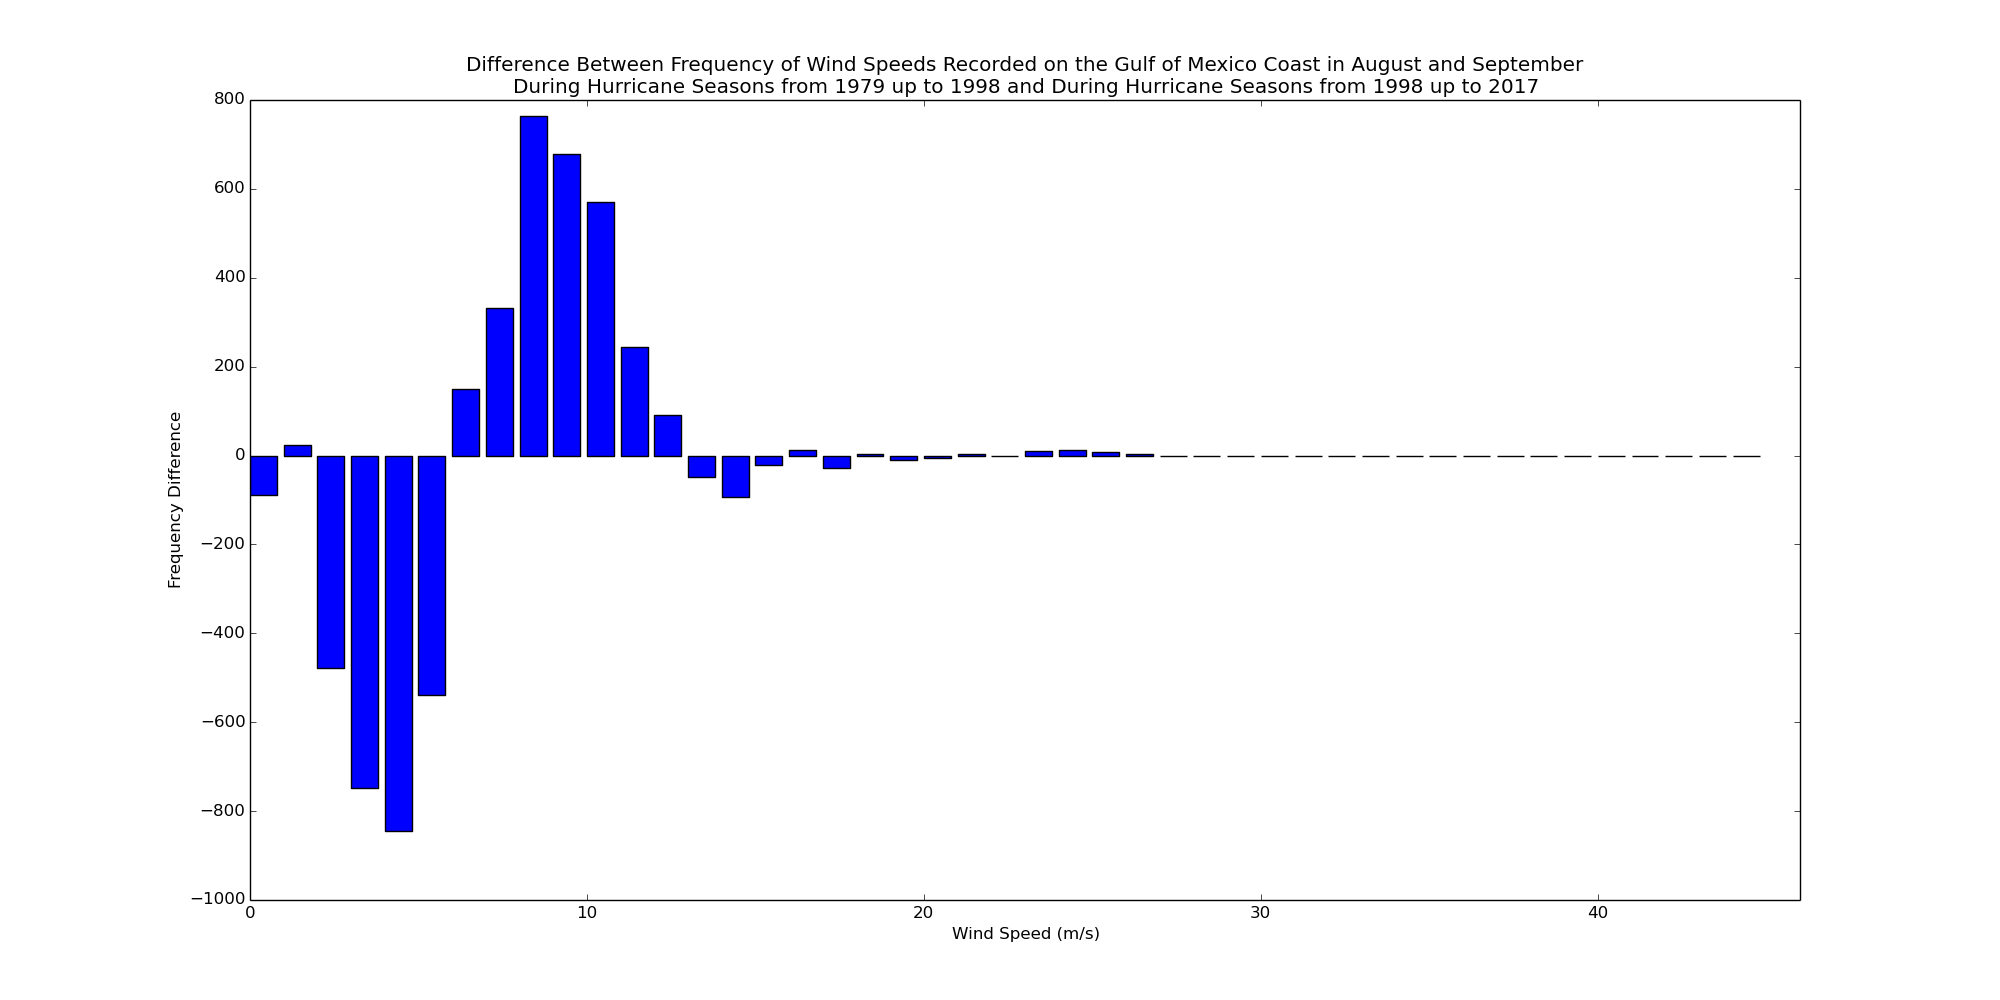 Difference Between Frequency of Wind Speeds Recorded on the Gulf of Mexico Coast in August and September
During Hurricane Seasons from 1979 up to 1998 and During Hurricane Seasons from 1998 up to 2017
800
600
400
200
0
−200
−400
−600
−800
−1000
Frequency Difference
0 10 20 30 40
Wind Speed (m/s)